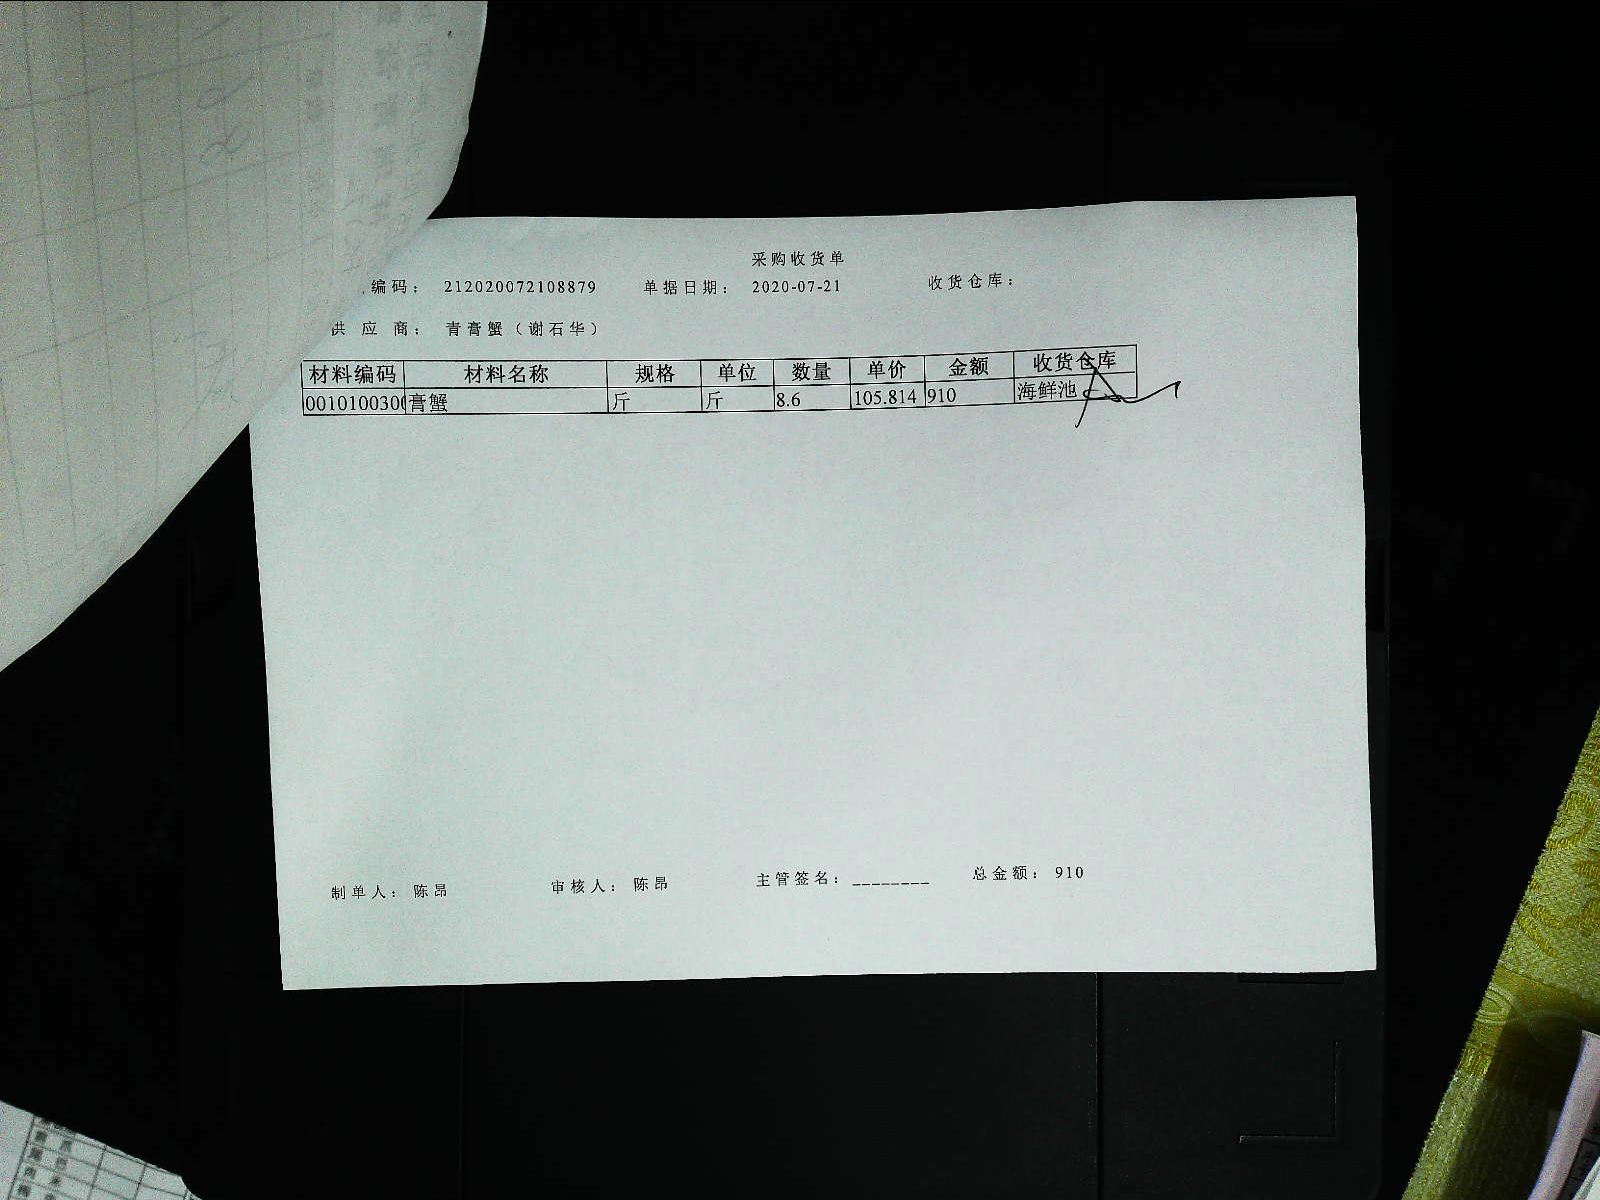 采购收货单
编码： 212020072108879 单据日期： 2020-07-21 收货仓库：
供应商： 青膏蟹（谢石华）
材料编码 材料名称 规格 单位 数量 单价 金额 收货仓库
0010100300 膏蟹 斤 斤 8.6 105.814 910 海鲜池
制单人： 陈昂 审核人： 陈昂 主管签名： ________ 总金额： 910